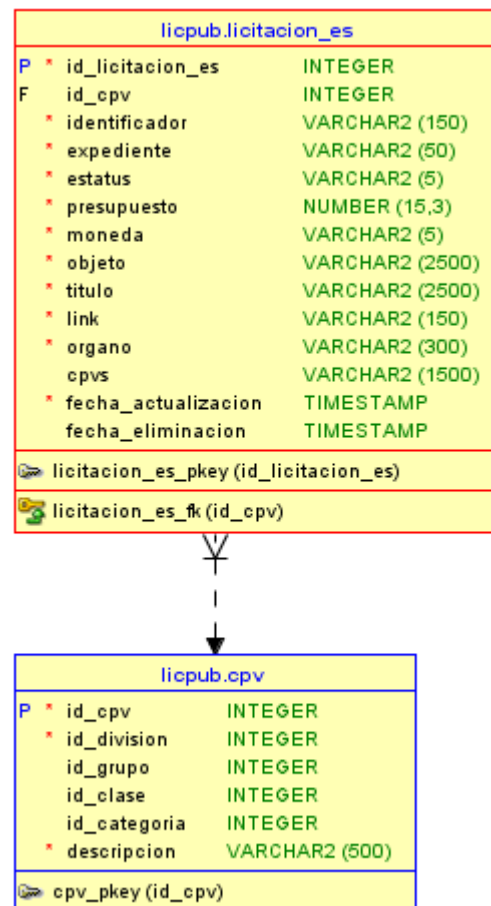 licpub.licitacion_es
P * id_licitacion_es INTEGER
F id_cpv INTEGER
* identificador VARCHAR2 (150)
* expediente VARCHAR2 (50)
* estatus VARCHAR2 (5)
* presupuesto NUMBER (15,3)
* moneda VARCHAR2 (5)
* objeto VARCHAR2 (2500)
* titulo VARCHAR2 (2500)
* link VARCHAR2 (150)
* organo VARCHAR2 (300)
cpvs VARCHAR2 (1500)
* fecha_actualizacion TIMESTAMP
fecha_eliminacion TIMESTAMP
licitacion_es_pkey (id_licitacion_es)
licitacion_es_fk (id_cpv)
licpub.cpv
P * id_cpv INTEGER
* id_division INTEGER
id_grupo INTEGER
id_clase INTEGER
id_categoria INTEGER
* descripcion VARCHAR2 (500)
cpv_pkey (id_cpv)